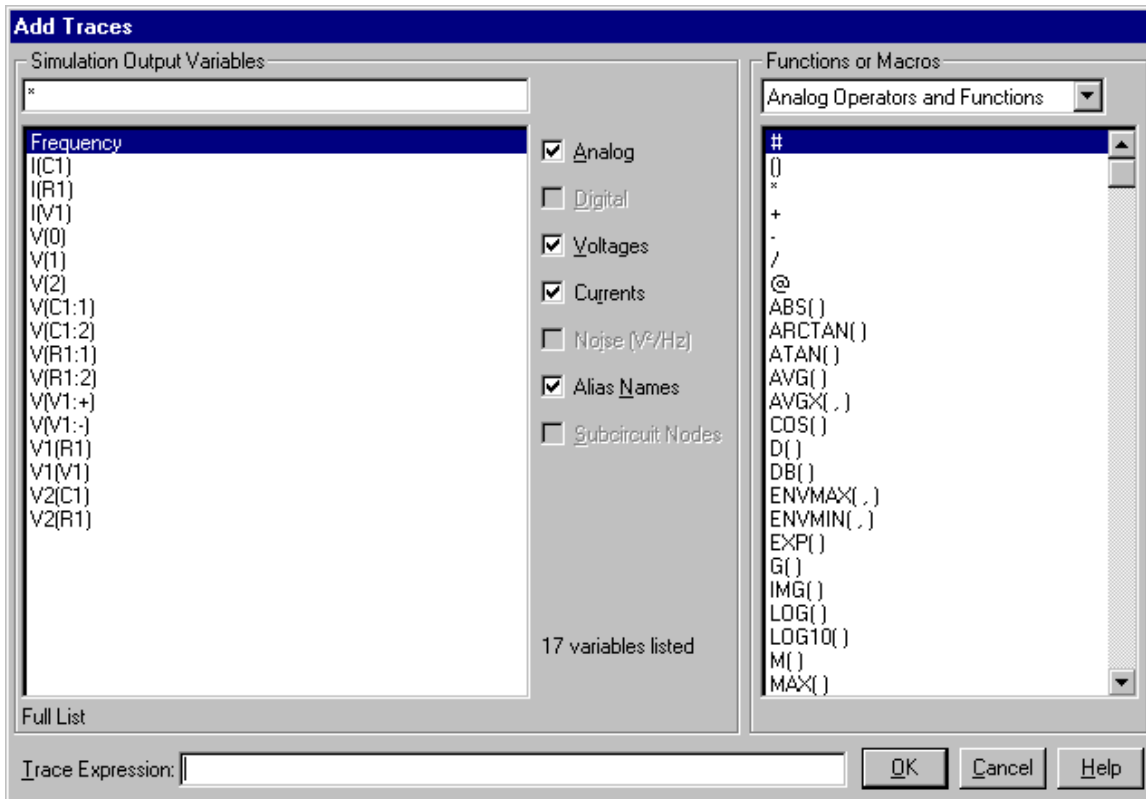 Add Traces
Simulation Output Variables
*
Frequency
I(C1)
I(R1)
I(V1)
V(0)
V(1)
V(2)
V(C1:1)
V(C1:2)
V(R1:1)
V(R1:2)
V(V1:+)
V(V1:-)
V1(R1)
V1(V1)
V2(C1)
V2(R1)
Full List
Analog
Digital
Voltages
Currents
Noise (V²/Hz)
Alias Names
Subcircuit Nodes
17 variables listed
Functions or Macros
Analog Operators and Functions
#
()
*
+
-
/
@
ABS( )
ARCTAN( )
ATAN( )
AVG( )
AVGX( , )
COS( )
D( )
DB( )
ENVMAX( , )
ENVMIN( , )
EXP( )
G( )
IMG( )
LOG( )
LOG10( )
M( )
MAX( )
Trace Expression:
OK
Cancel
Help